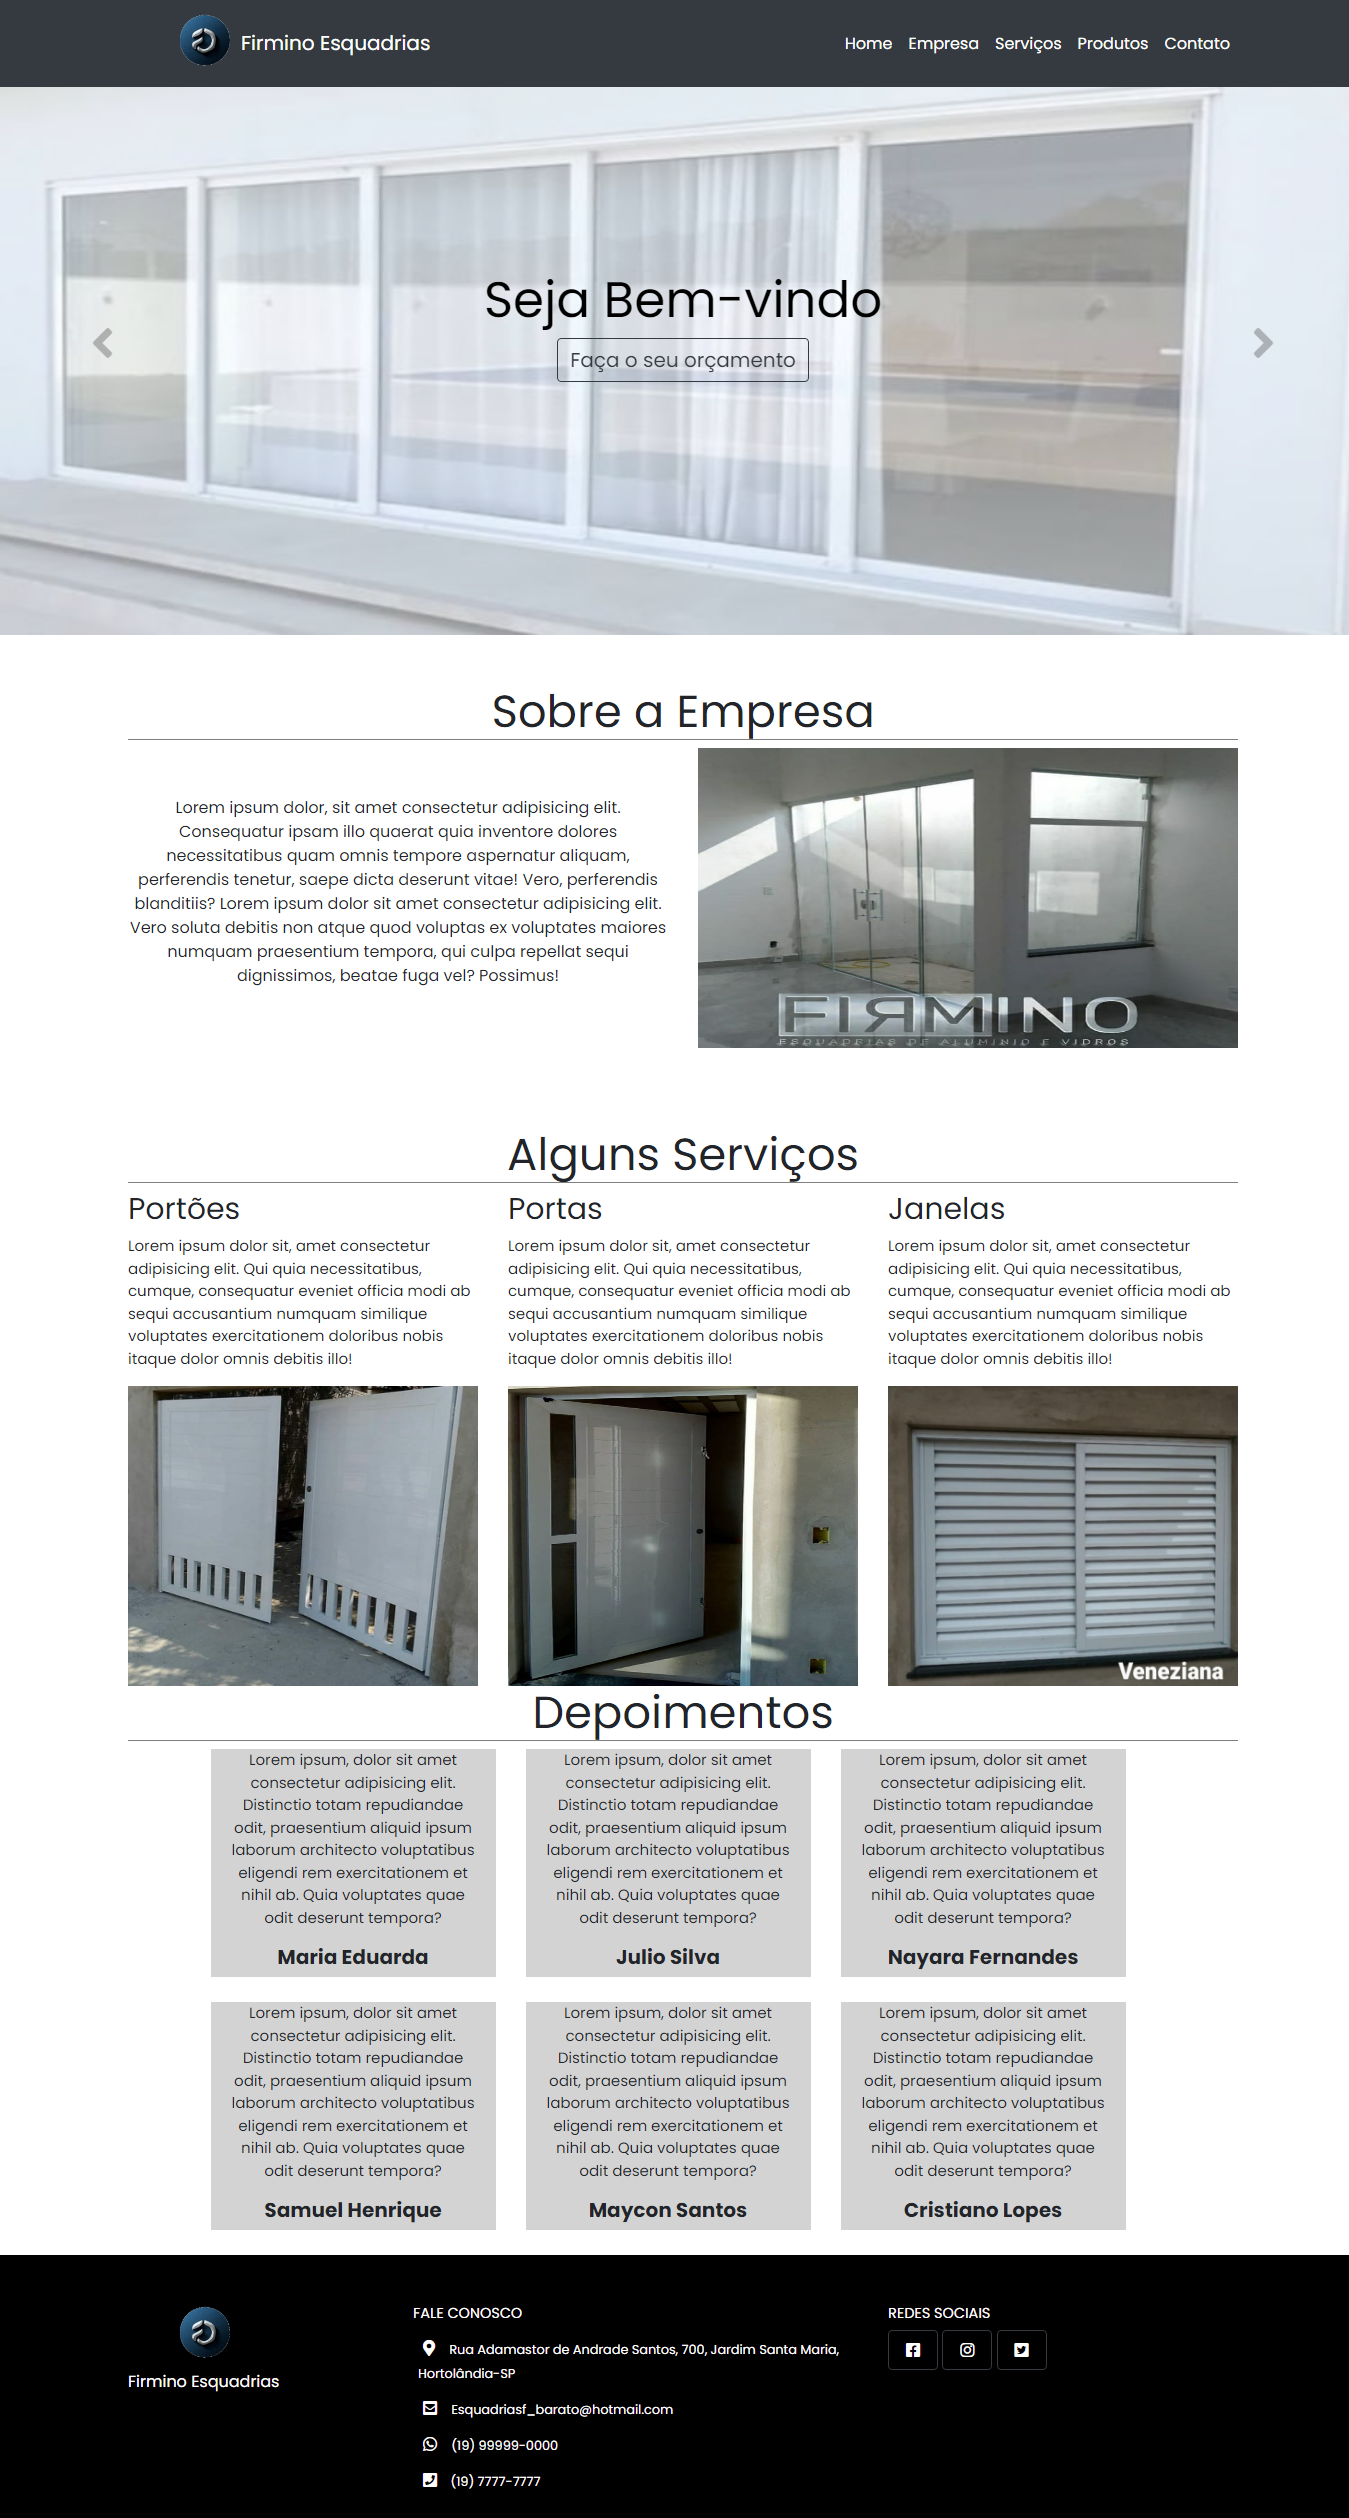 Firmino Esquadrias
Home Empresa Serviços Produtos Contato
Seja Bem-vindo
Faça o seu orçamento
Sobre a Empresa
Lorem ipsum dolor, sit amet consectetur adipisicing elit.
Consequatur ipsam illo quaerat quia inventore dolores
necessitatibus quam omnis tempore aspernatur aliquam,
perferendis tenetur, saepe dicta deserunt vitae! Vero, perferendis
blanditiis? Lorem ipsum dolor sit amet consectetur adipisicing elit.
Vero soluta debitis non atque quod voluptas ex voluptates maiores
numquam praesentium tempora, qui culpa repellat sequi
dignissimos, beatae fuga vel? Possimus!
FIRMINO
ESQUADRIAS DE ALUMINIO E VIDROS
Alguns Serviços
Portões
Lorem ipsum dolor sit, amet consectetur
adipisicing elit. Qui quia necessitatibus,
cumque, consequatur eveniet officia modi ab
sequi accusantium numquam similique
voluptates exercitationem doloribus nobis
itaque dolor omnis debitis illo!
Portas
Lorem ipsum dolor sit, amet consectetur
adipisicing elit. Qui quia necessitatibus,
cumque, consequatur eveniet officia modi ab
sequi accusantium numquam similique
voluptates exercitationem doloribus nobis
itaque dolor omnis debitis illo!
Janelas
Lorem ipsum dolor sit, amet consectetur
adipisicing elit. Qui quia necessitatibus,
cumque, consequatur eveniet officia modi ab
sequi accusantium numquam similique
voluptates exercitationem doloribus nobis
itaque dolor omnis debitis illo!
Veneziana
Depoimentos
Lorem ipsum, dolor sit amet
consectetur adipisicing elit.
Distinctio totam repudiandae
odit, praesentium aliquid ipsum
laborum architecto voluptatibus
eligendi rem exercitationem et
nihil ab. Quia voluptates quae
odit deserunt tempora?
Maria Eduarda
Lorem ipsum, dolor sit amet
consectetur adipisicing elit.
Distinctio totam repudiandae
odit, praesentium aliquid ipsum
laborum architecto voluptatibus
eligendi rem exercitationem et
nihil ab. Quia voluptates quae
odit deserunt tempora?
Julio Silva
Lorem ipsum, dolor sit amet
consectetur adipisicing elit.
Distinctio totam repudiandae
odit, praesentium aliquid ipsum
laborum architecto voluptatibus
eligendi rem exercitationem et
nihil ab. Quia voluptates quae
odit deserunt tempora?
Nayara Fernandes
Lorem ipsum, dolor sit amet
consectetur adipisicing elit.
Distinctio totam repudiandae
odit, praesentium aliquid ipsum
laborum architecto voluptatibus
eligendi rem exercitationem et
nihil ab. Quia voluptates quae
odit deserunt tempora?
Samuel Henrique
Lorem ipsum, dolor sit amet
consectetur adipisicing elit.
Distinctio totam repudiandae
odit, praesentium aliquid ipsum
laborum architecto voluptatibus
eligendi rem exercitationem et
nihil ab. Quia voluptates quae
odit deserunt tempora?
Maycon Santos
Lorem ipsum, dolor sit amet
consectetur adipisicing elit.
Distinctio totam repudiandae
odit, praesentium aliquid ipsum
laborum architecto voluptatibus
eligendi rem exercitationem et
nihil ab. Quia voluptates quae
odit deserunt tempora?
Cristiano Lopes
Firmino Esquadrias
FALE CONOSCO
Rua Adamastor de Andrade Santos, 700, Jardim Santa Maria,
Hortolândia-SP
Esquadriasf_barato@hotmail.com
(19) 99999-0000
(19) 7777-7777
REDES SOCIAIS